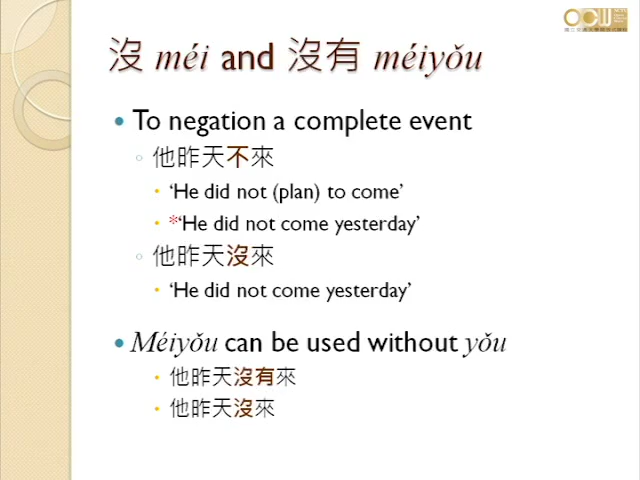 沒 méi and 沒有 méiyǒu
To negation a complete event
他昨天不來
‘He did not (plan) to come’
*‘He did not come yesterday’
他昨天沒來
‘He did not come yesterday’
Méiyǒu can be used without yǒu
他昨天沒有來
他昨天沒來